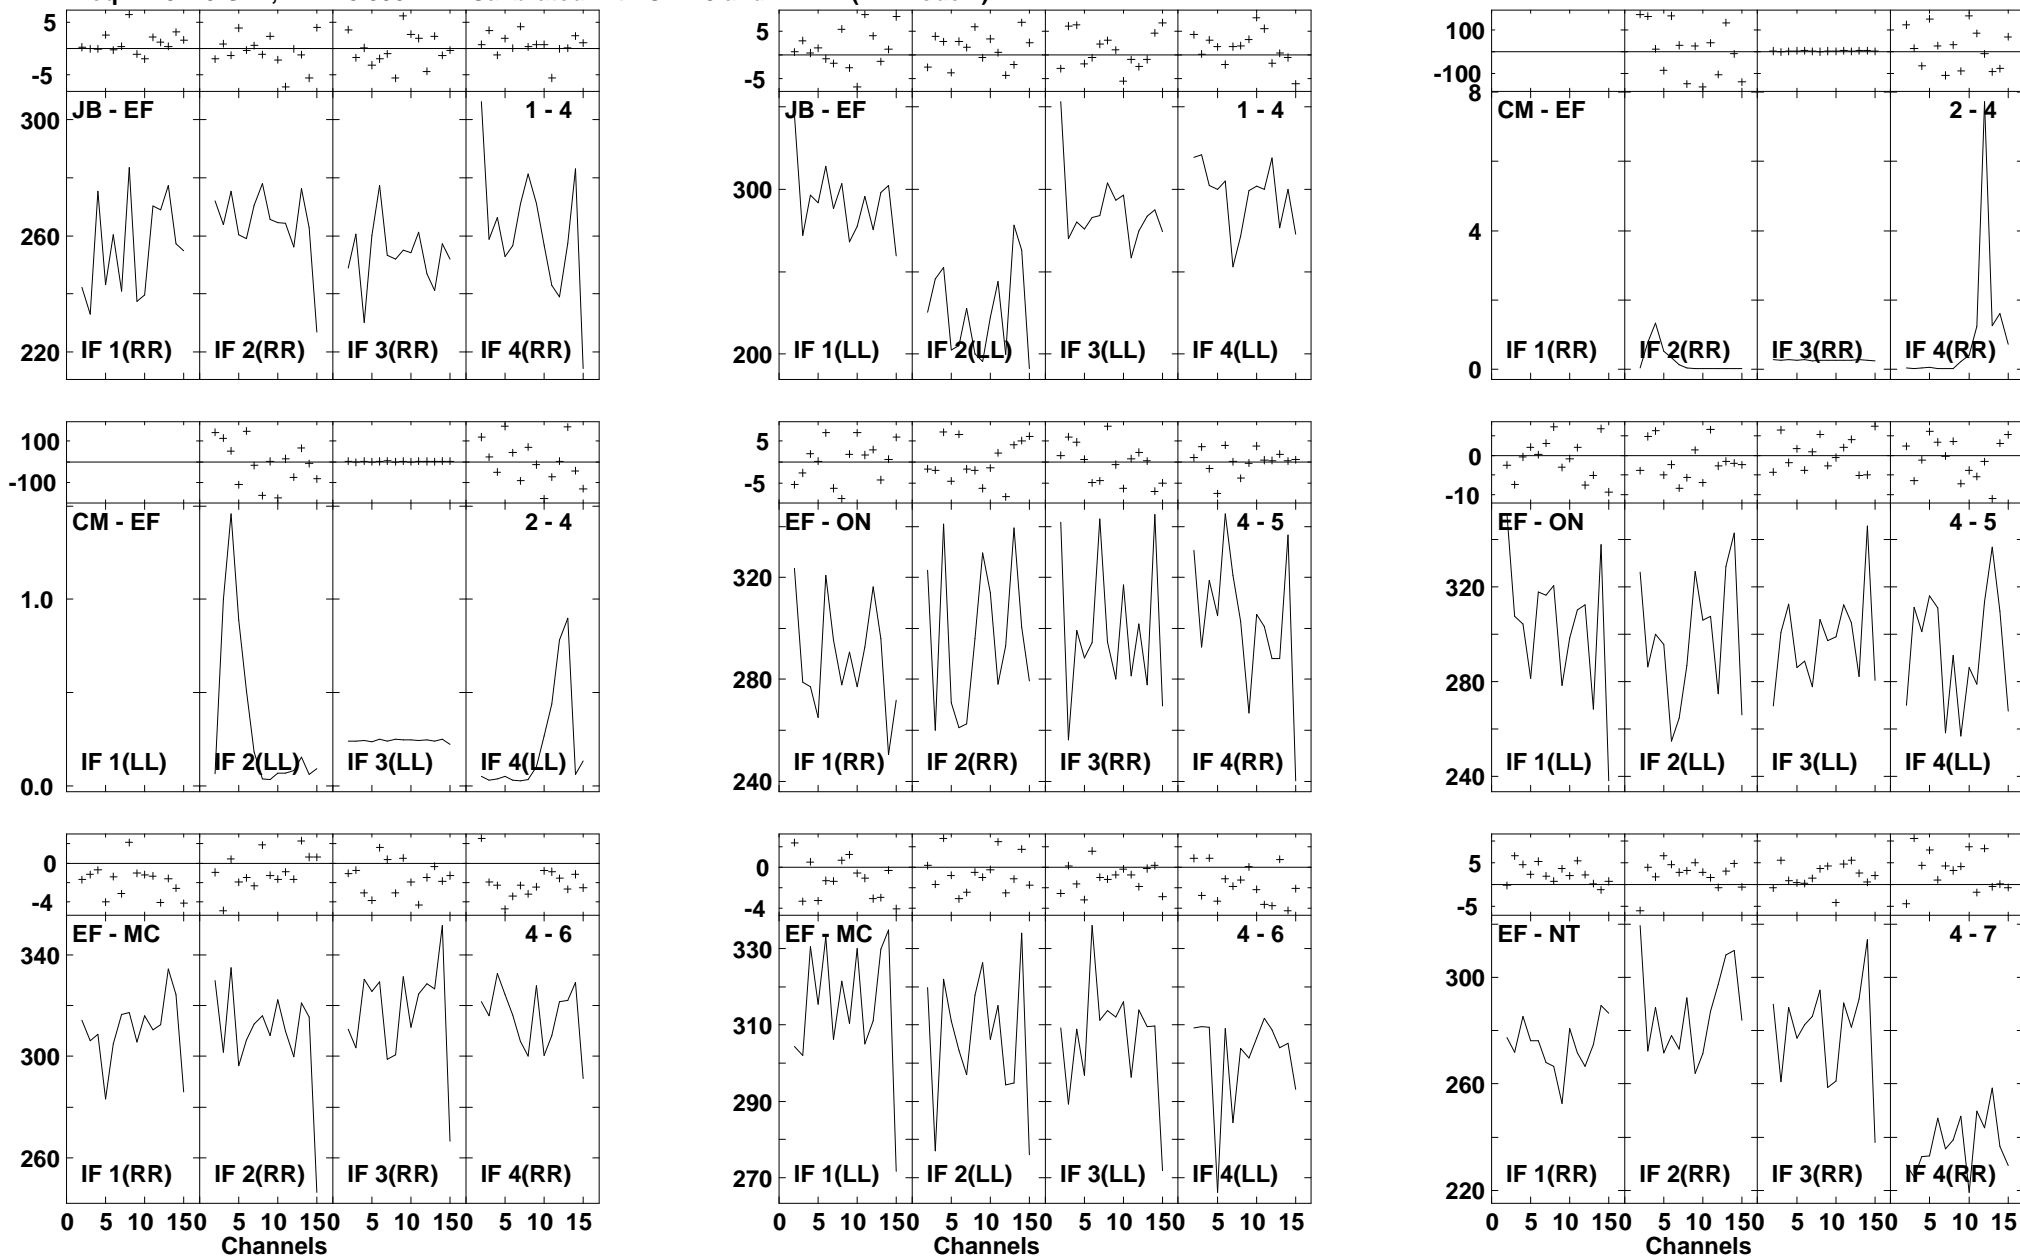 5
-5
JB - EF
1 - 4
300
260
220
IF 1(RR)
IF 2(RR)
IF 3(RR)
IF 4(RR)
5
-5
JB - EF
1 - 4
300
200
IF 1(LL)
IF 2(LL)
IF 3(LL)
IF 4(LL)
100
-100
8
CM - EF
2 - 4
4
0
IF 1(RR)
IF 2(RR)
IF 3(RR)
IF 4(RR)
100
-100
CM - EF
2 - 4
1.0
0.0
IF 1(LL)
IF 2(LL)
IF 3(LL)
IF 4(LL)
5
-5
EF - ON
4 - 5
320
280
240
IF 1(RR)
IF 2(RR)
IF 3(RR)
IF 4(RR)
0
-10
EF - ON
4 - 5
320
280
240
IF 1(LL)
IF 2(LL)
IF 3(LL)
IF 4(LL)
0
-4
EF - MC
4 - 6
340
300
260
IF 1(RR)
IF 2(RR)
IF 3(RR)
IF 4(RR)
0 5 10 150 5 10 150 5 10 150 5 10 15
Channels
0
-4
EF - MC
4 - 6
330
310
290
270
IF 1(LL)
IF 2(LL)
IF 3(LL)
IF 4(LL)
0 5 10 150 5 10 150 5 10 150 5 10 15
Channels
5
-5
EF - NT
4 - 7
300
260
220
IF 1(RR)
IF 2(RR)
IF 3(RR)
IF 4(RR)
0 5 10 150 5 10 150 5 10 150 5 10 15
Channels